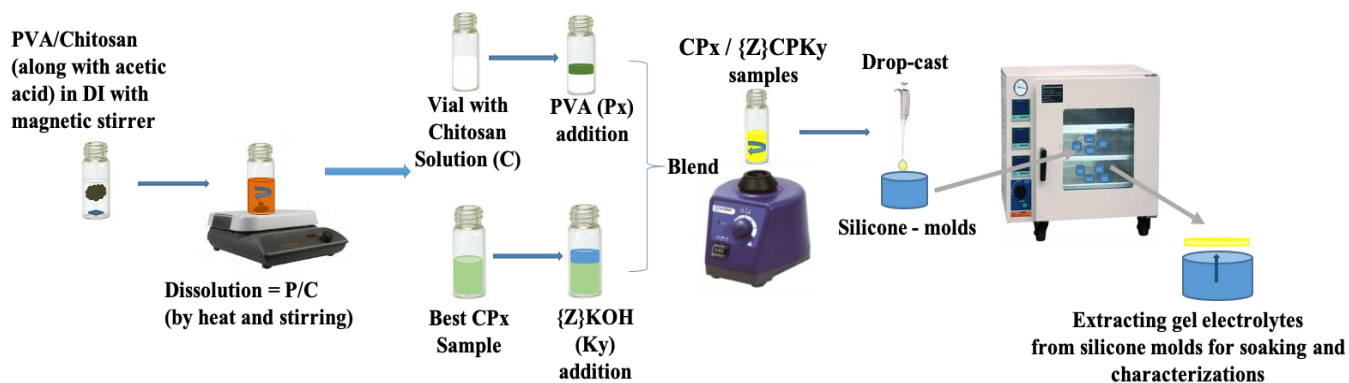 PVA/Chitosan
(along with acetic
acid) in DI with
magnetic stirrer
Dissolution = P/C
(by heat and stirring)
Vial with
Chitosan
Solution (C)
PVA (Px)
addition
Best CPx
Sample
{Z}KOH
(Ky)
addition
Blend
CPx / {Z}CPKy
samples
Drop-cast
Silicone - molds
Extracting gel electrolytes
from silicone molds for soaking and
characterizations